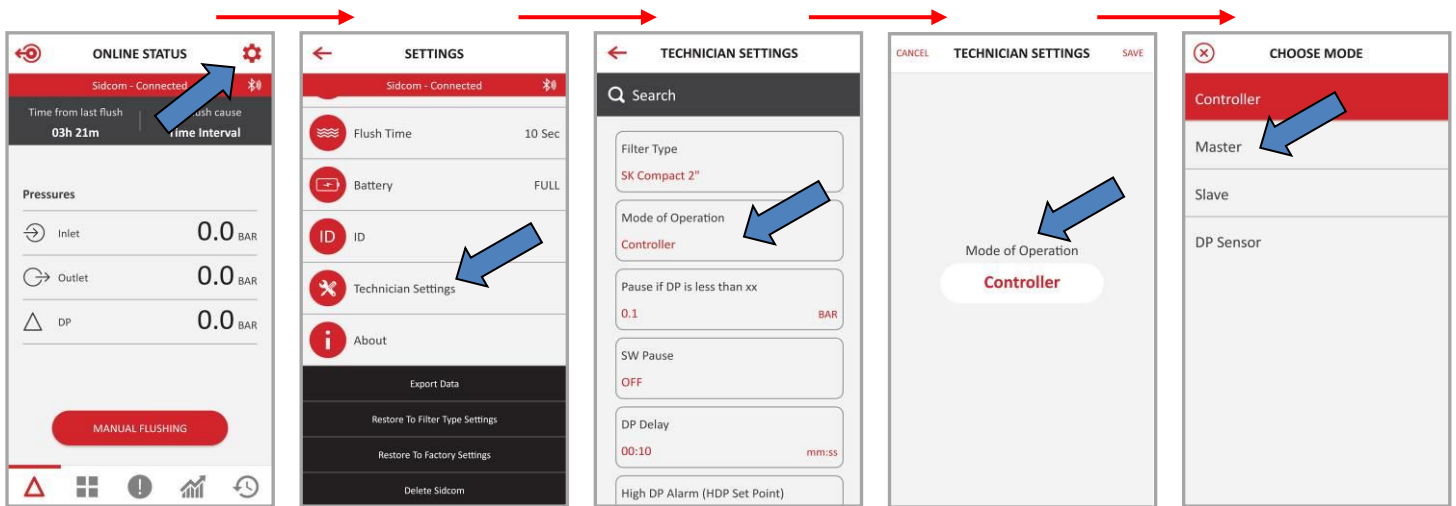 ONLINE STATUS
Sidcom - Connected
Time from last flush
03h 21m
cause
Time Interval
Pressures
Inlet
0.0 BAR
Outlet
0.0 BAR
DP
0.0 BAR
MANUAL FLUSHING
SETTINGS
Sidcom - Connected
Flush Time
10 Sec
Battery
FULL
ID ID
Technician Settings
About
Export Data
Restore To Filter Type Settings
Restore To Factory Settings
Delete Sidcom
TECHNICIAN SETTINGS
Search
Filter Type
SK Compact 2"
Mode of Operation
Controller
Pause if DP is less than xx
0.1 BAR
SW Pause
OFF
DP Delay
00:10 mm:ss
High DP Alarm (HDP Set Point)
CANCEL TECHNICIAN SETTINGS SAVE
Mode of Operation
Controller
CHOOSE MODE
Controller
Master
Slave
DP Sensor